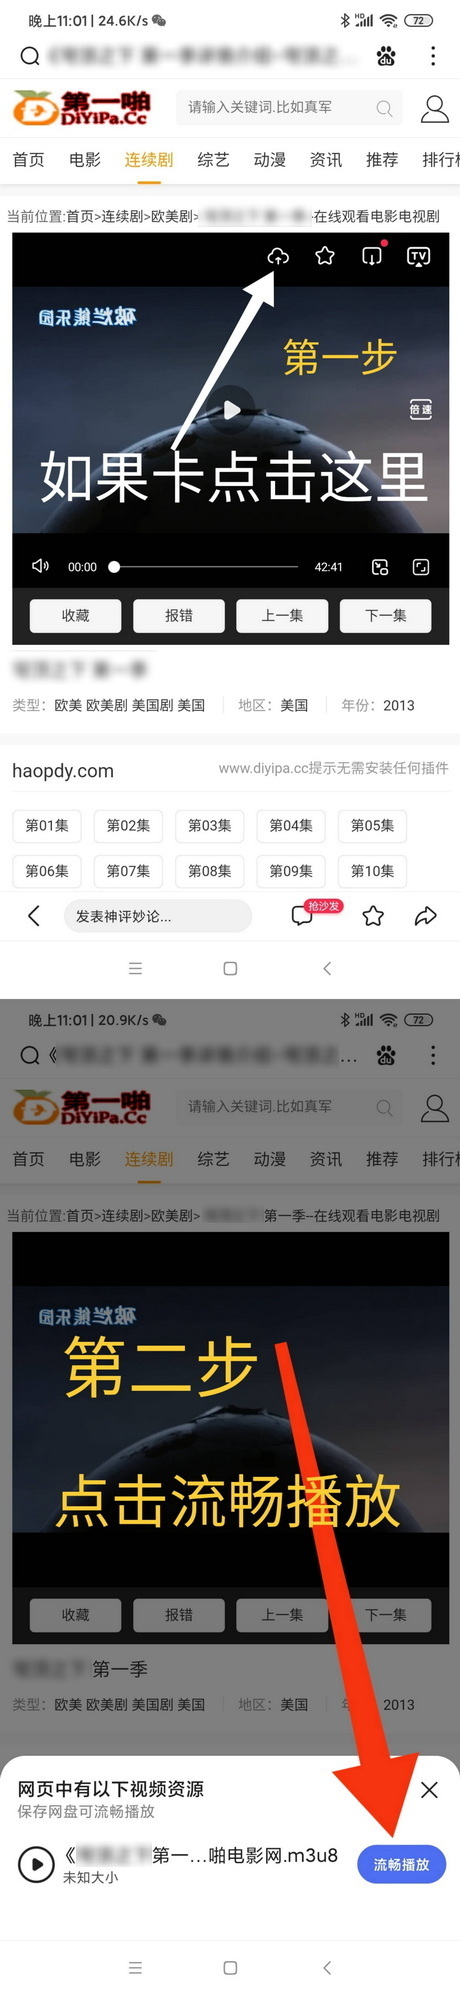 晚上11:01 | 24.6K/s
HD
72
du
第一啪
DiYiPa.Cc
请输入关键词.比如真军
首页 电影 连续剧 综艺 动漫 资讯 推荐 排行榜
当前位置:首页>连续剧>欧美剧> -在线观看电影电视剧
TV
破烂熊乐园
第一步
倍速
如果卡点击这里
00:00 42:41
收藏 报错 上一集 下一集
类型: 欧美 欧美剧 美国剧 美国 地区: 美国 年份: 2013
haopdy.com www.diyipa.cc提示无需安装任何插件
第01集 第02集 第03集 第04集 第05集
第06集 第07集 第08集 第09集 第10集
发表神评妙论... 抢沙发
晚上11:01 | 20.9K/s
HD
72
《 ...
du
第一啪
DiYiPa.Cc
请输入关键词.比如真军
首页 电影 连续剧 综艺 动漫 资讯 推荐 排行榜
当前位置:首页>连续剧>欧美剧> 第一季--在线观看电影电视剧
破烂熊乐园
第二步
点击流畅播放
收藏 报错 上一集 下一集
第一季
类型: 欧美 欧美剧 美国剧 美国 地区: 美国 年 2013
网页中有以下视频资源
保存网盘可流畅播放
《 第一...啪电影网.m3u8
未知大小
流畅播放